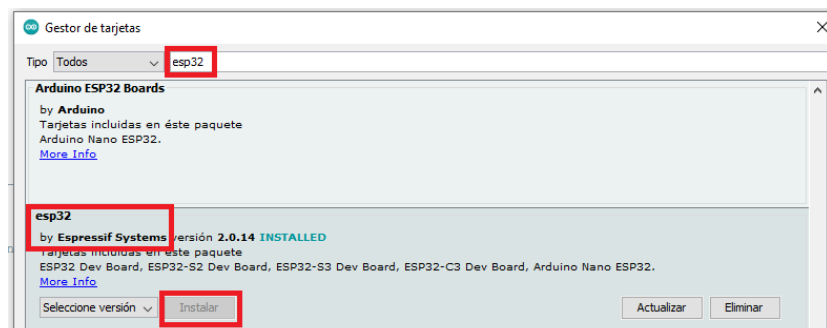 Gestor de tarjetas
Tipo Todos esp32
Arduino ESP32 Boards
by Arduino
Tarjetas incluidas en éste paquete
Arduino Nano ESP32.
More Info
esp32
by Espressif Systems versión 2.0.14 INSTALLED
Tarjetas incluidas en éste paquete
ESP32 Dev Board, ESP32-S2 Dev Board, ESP32-S3 Dev Board, ESP32-C3 Dev Board, Arduino Nano ESP32.
More Info
Seleccione versión Instalar Actualizar Eliminar